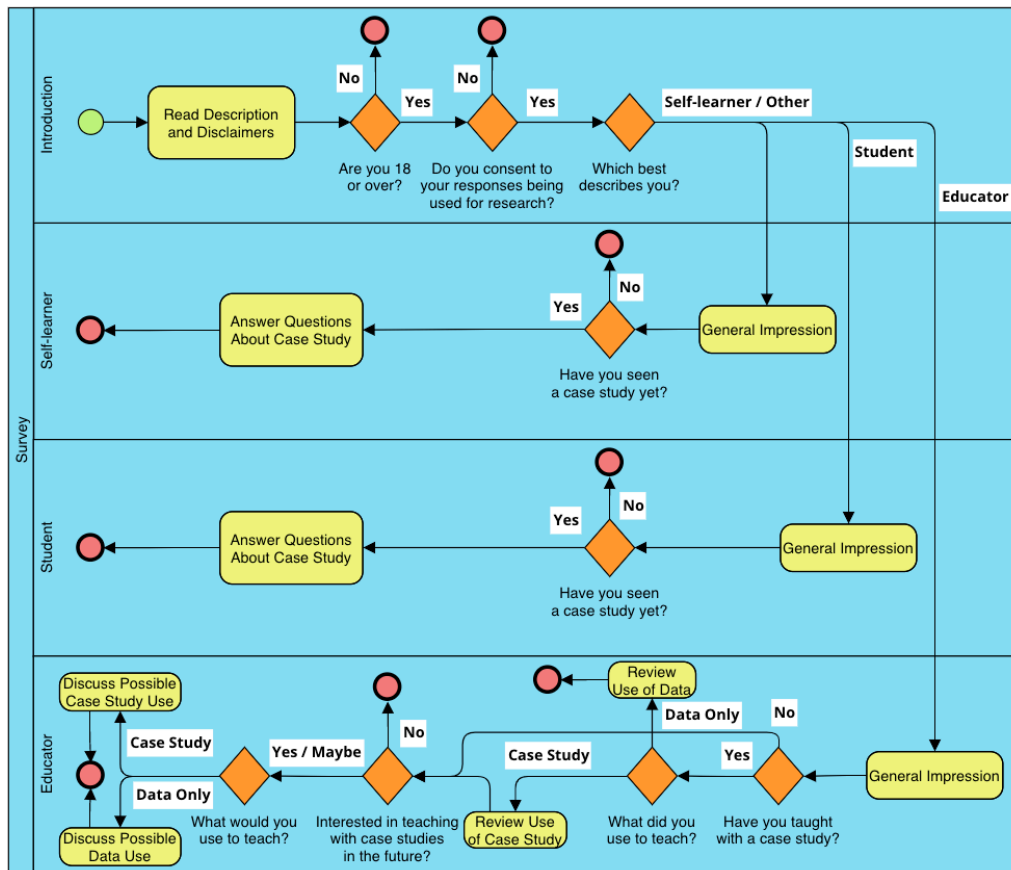 Survey
Introduction
Read Description
and Disclaimers
No
Yes
Are you 18
or over?
No
Yes
Do you consent to
your responses being
used for research?
Which best
describes you?
Self-learner / Other
Student
Educator
Self-learner
General Impression
Have you seen
a case study yet?
No
Yes
Answer Questions
About Case Study
Student
General Impression
Have you seen
a case study yet?
No
Yes
Answer Questions
About Case Study
Educator
General Impression
Have you taught
with a case study?
No
Yes
What did you
use to teach?
Data Only
Review
Use of Data
Case Study
Review Use
of Case Study
Interested in teaching
with case studies
in the future?
No
Yes / Maybe
What would you
use to teach?
Case Study
Discuss Possible
Case Study Use
Data Only
Discuss Possible
Data Use